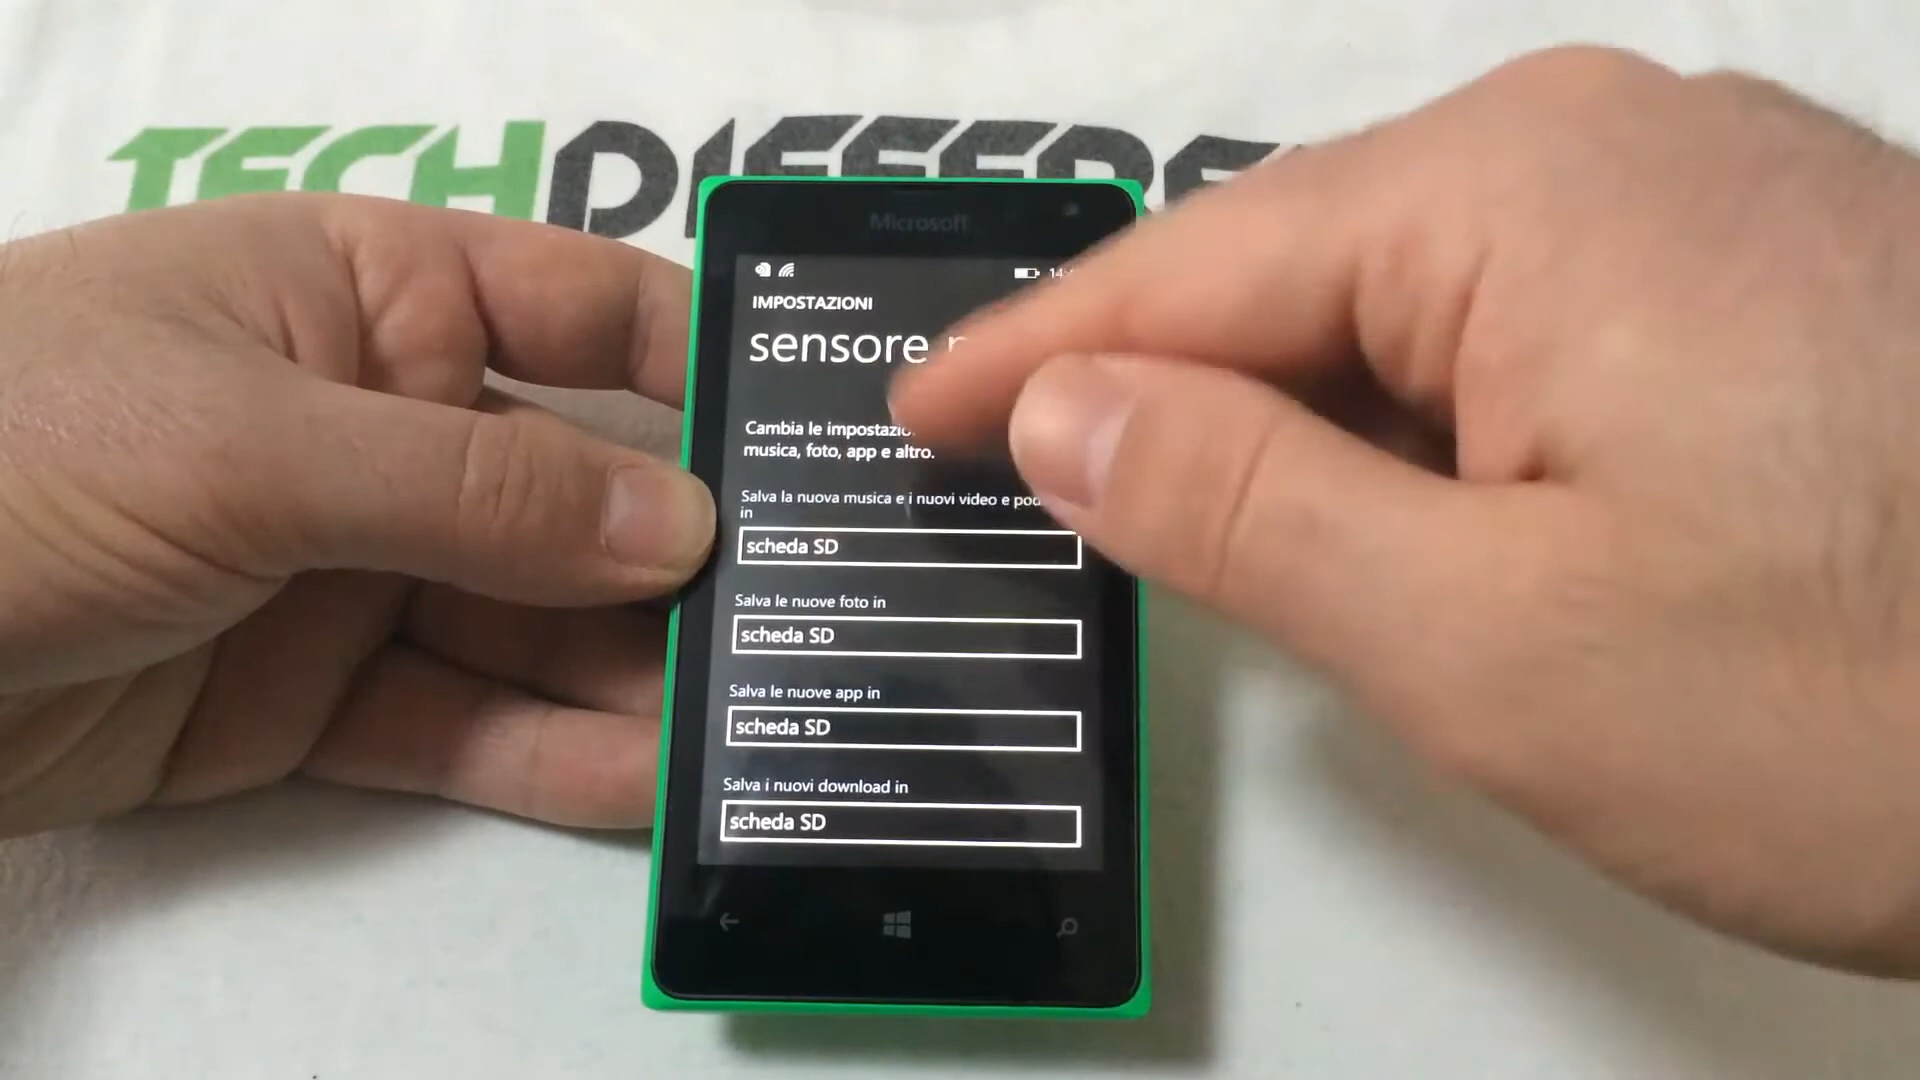 TECHDIFFERE
Microsoft
IMPOSTAZIONI
sensore
Cambia le impostazio
musica, foto, app e altro.
Salva la nuova musica e i nuovi video e pod
in
scheda SD
Salva le nuove foto in
scheda SD
Salva le nuove app in
scheda SD
Salva i nuovi download in
scheda SD